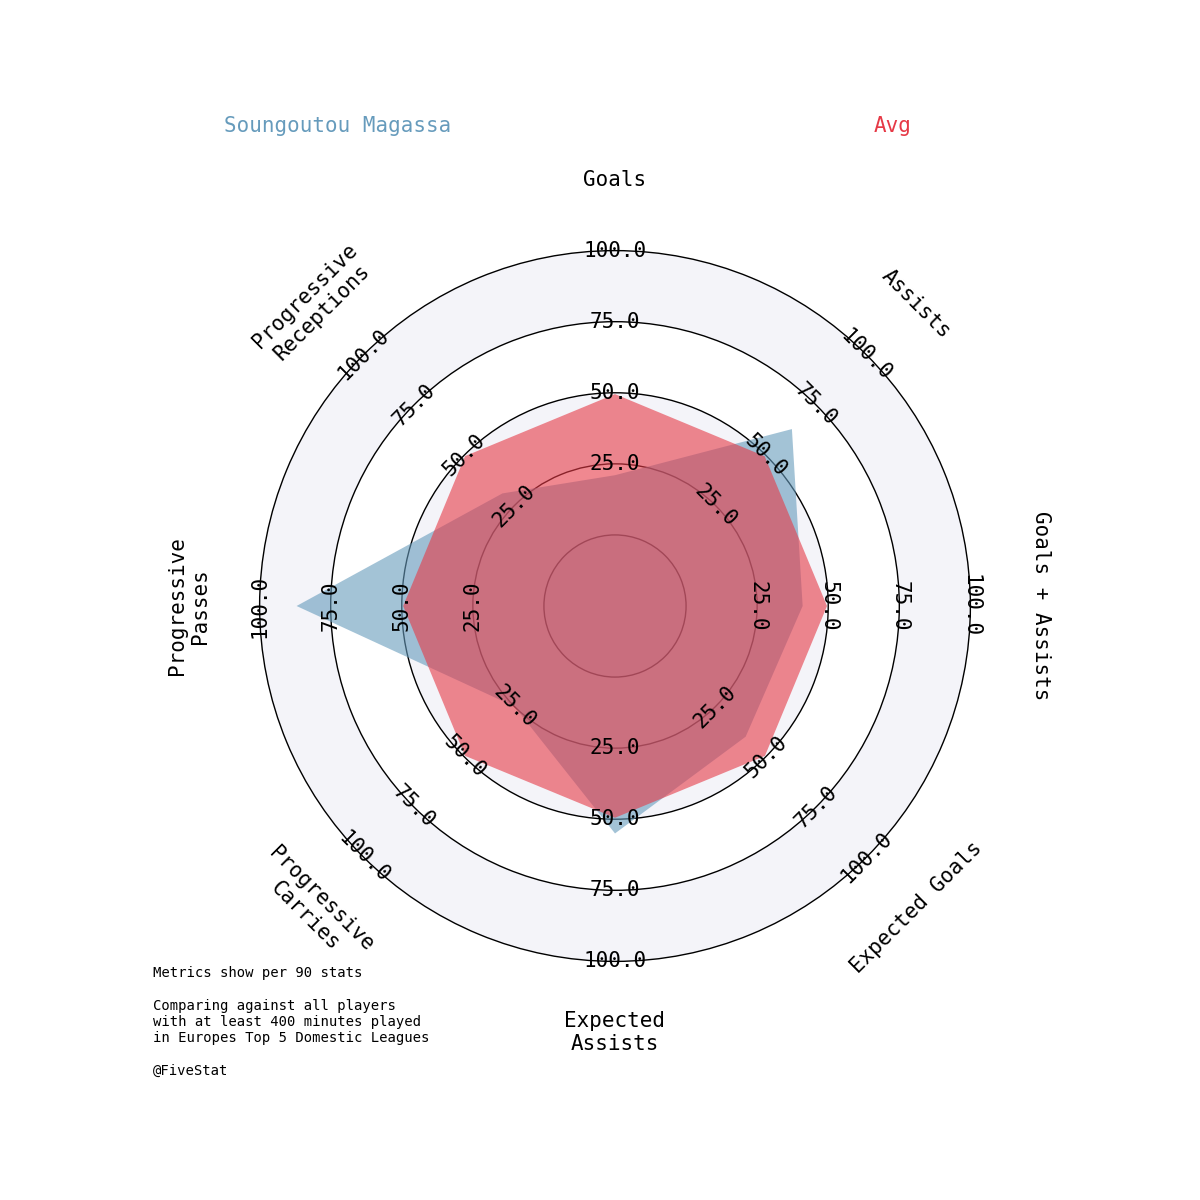 Soungoutou Magassa
Avg
Goals
Assists
Goals + Assists
Expected Goals
Expected
Assists
Progressive
Carries
Progressive
Passes
Progressive
Receptions
25.0
50.0
75.0
100.0
25.0
50.0
75.0
100.0
25.0
50.0
75.0
100.0
25.0
50.0
75.0
100.0
25.0
50.0
75.0
100.0
25.0
50.0
75.0
100.0
25.0
50.0
75.0
100.0
25.0
50.0
75.0
100.0
Metrics show per 90 stats
Comparing against all players
with at least 400 minutes played
in Europes Top 5 Domestic Leagues
@FiveStat